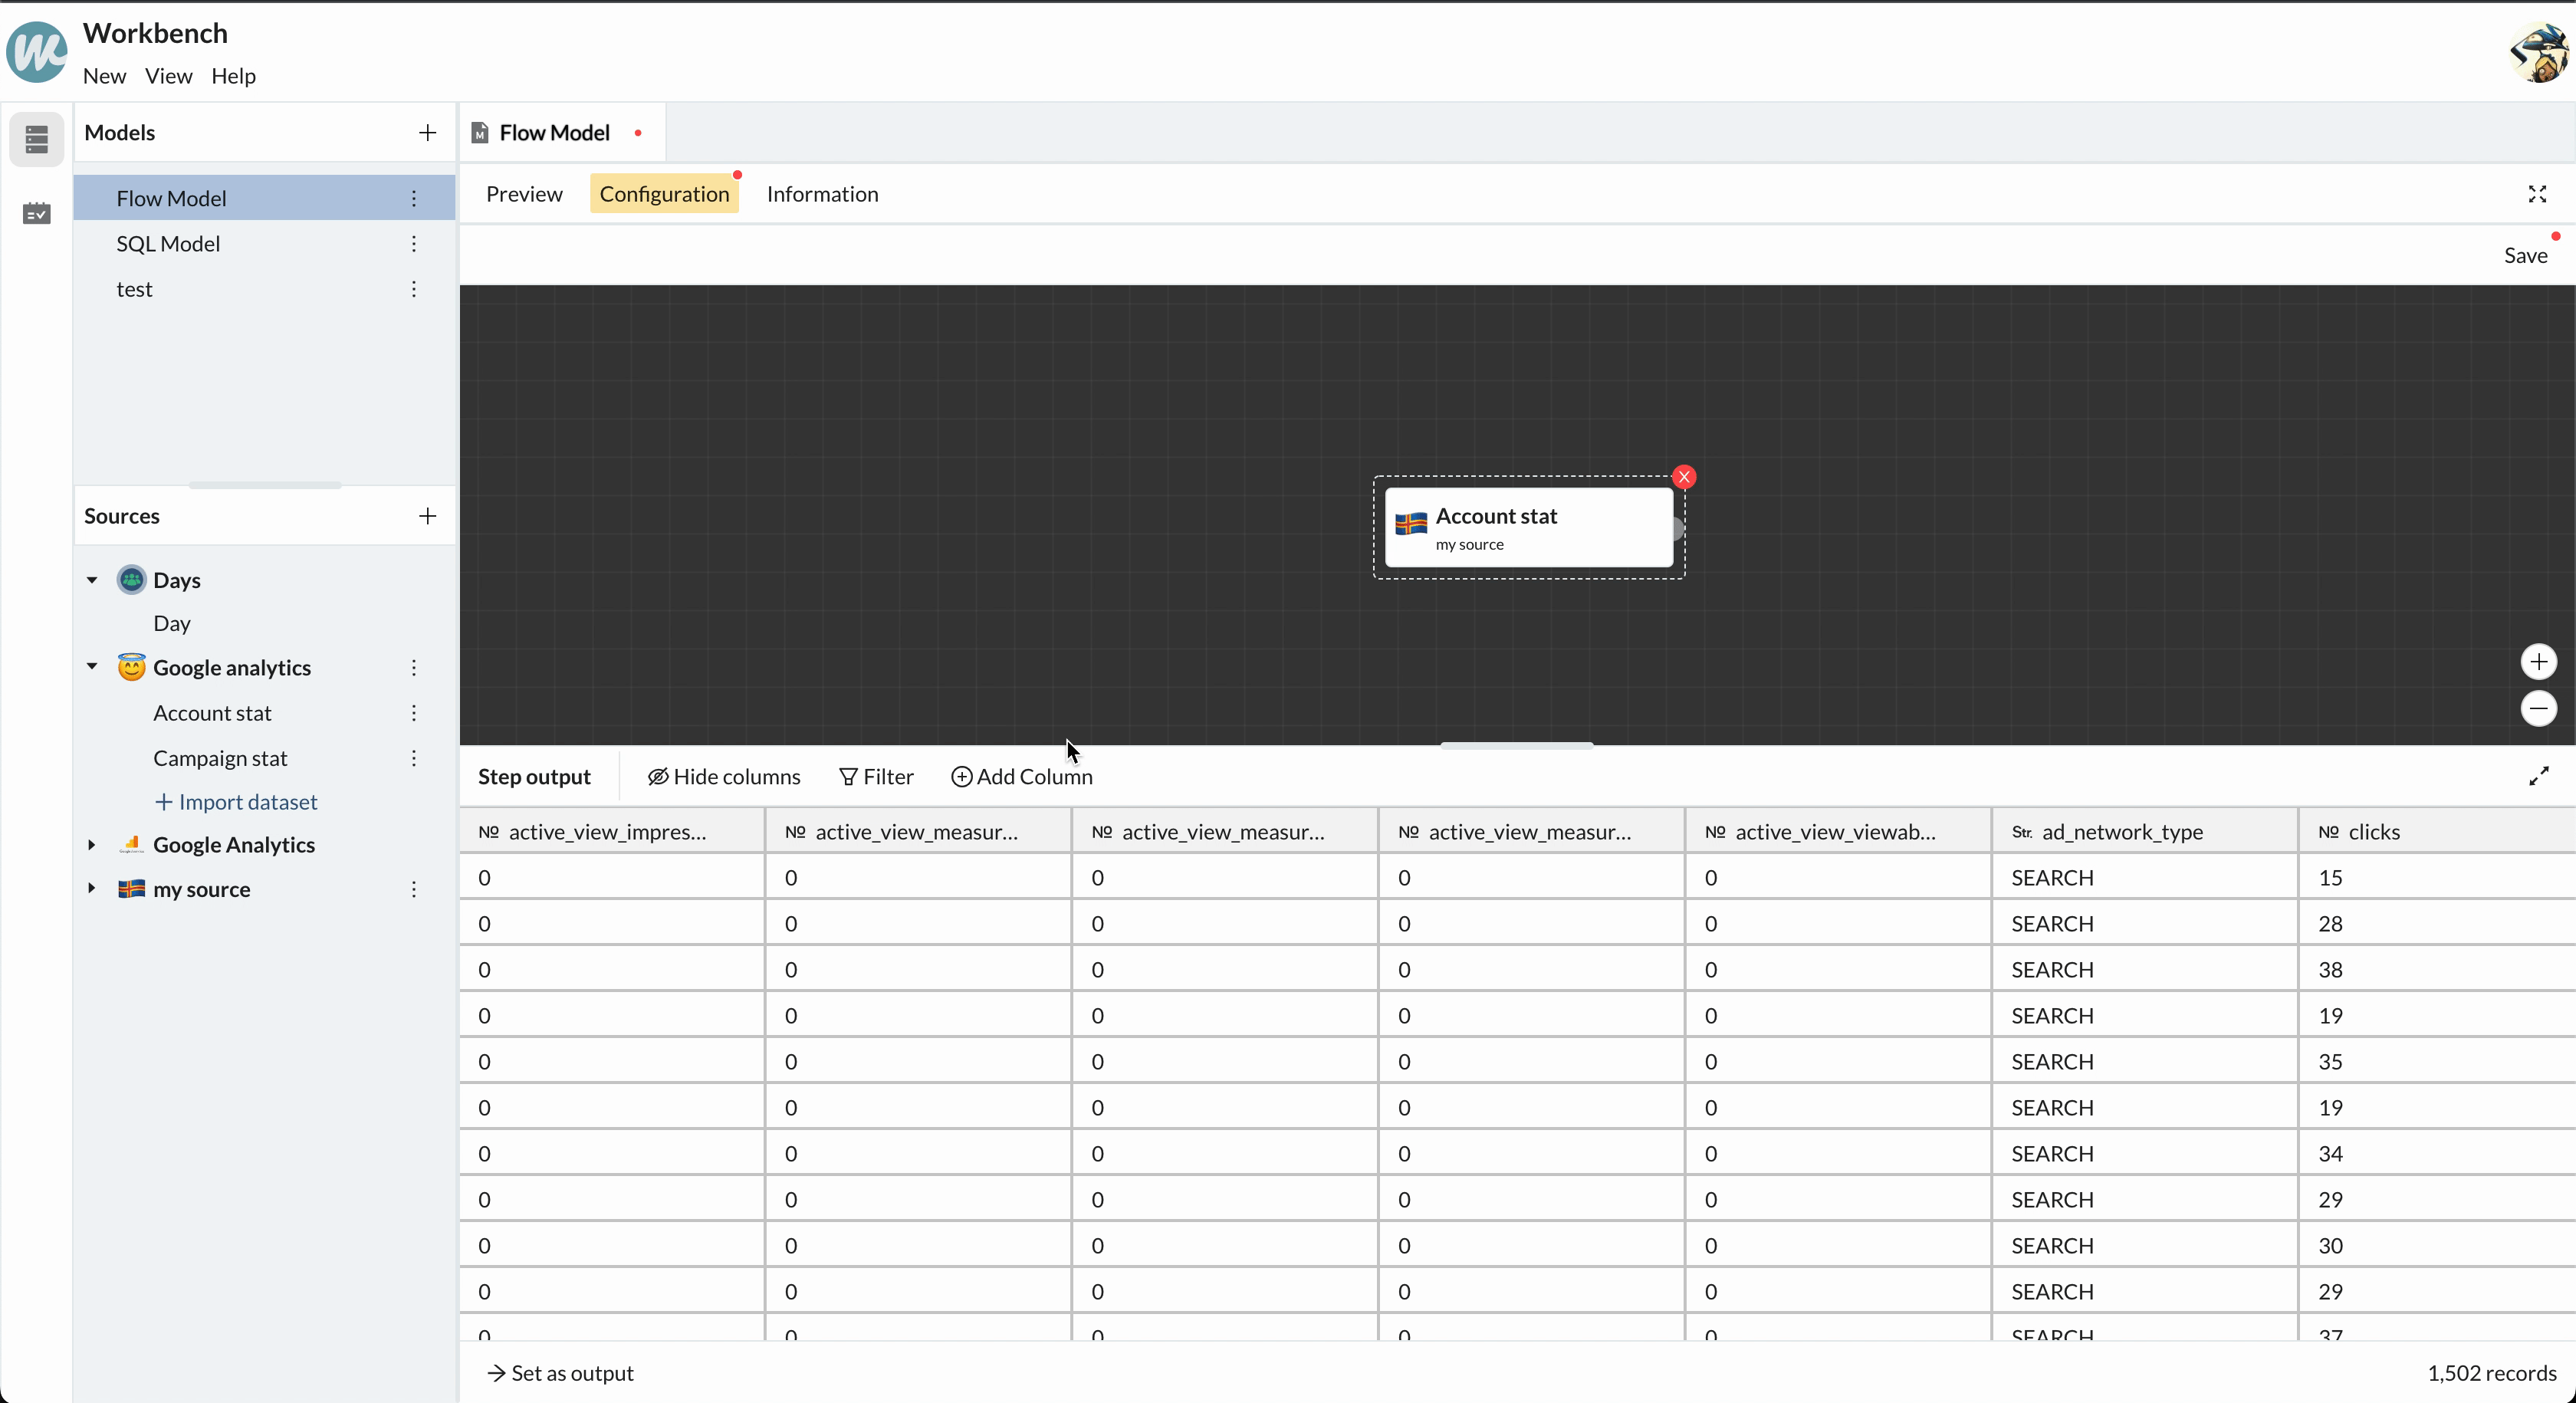 Workbench
New View Help
Models
Flow Model
SQL Model
test
Sources
Days
Day
Google analytics
Account stat
Campaign stat
Import dataset
Google Analytics
my source
Flow Model
Preview Configuration Information
Save
Account stat
my source
Step output Hide columns Filter Add Column
№ active_view_impres... № active_view_measur... № active_view_measur... № active_view_measur... № active_view_viewab... Str. ad_network_type № clicks
0 0 0 0 0 SEARCH 15
0 0 0 0 0 SEARCH 28
0 0 0 0 0 SEARCH 38
0 0 0 0 0 SEARCH 19
0 0 0 0 0 SEARCH 35
0 0 0 0 0 SEARCH 19
0 0 0 0 0 SEARCH 34
0 0 0 0 0 SEARCH 29
0 0 0 0 0 SEARCH 30
0 0 0 0 0 SEARCH 29
0 0 0 0 0 SEARCH 37
Set as output 1,502 records